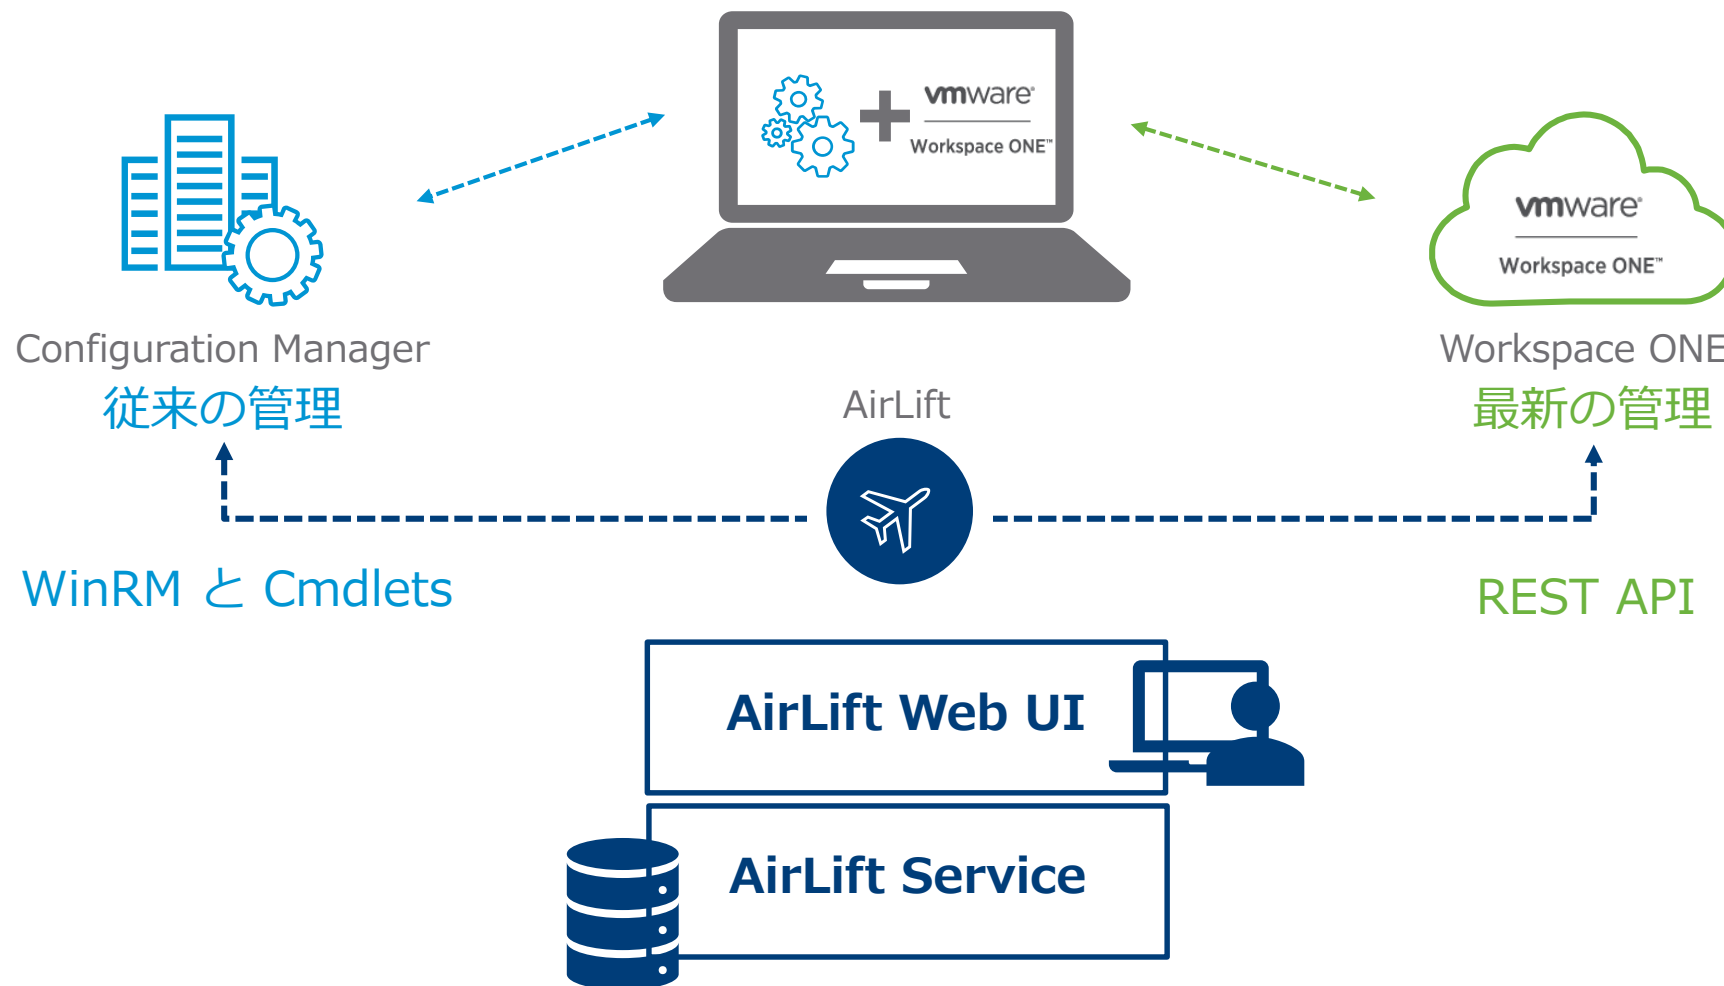 vmware®
Workspace ONE™
vmware®
Workspace ONE™
Configuration Manager
従来の管理
Workspace ONE
最新の管理
AirLift
WinRM と Cmdlets
REST API
AirLift Web UI
AirLift Service